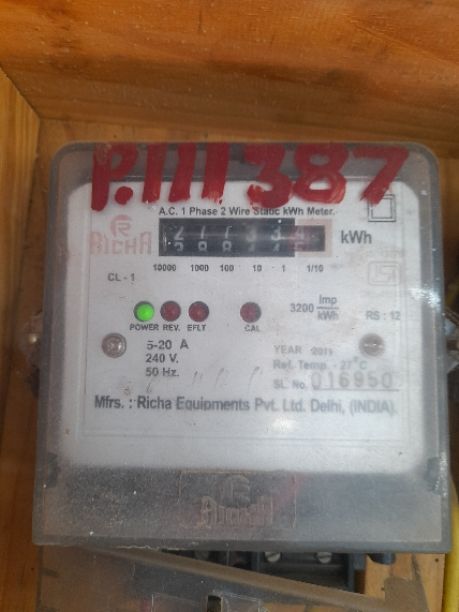 P.111387
A.C. 1 Phase 2 Wire Static kWh Meter.
RICHA
kWh
CL - 1
10000 1000 100 10 1 1/10
3200 Imp/kWh
RS : 12
POWER REV. EFLT CAL
5-20 A
240 V.
50 Hz.
YEAR 2011
Ref. Temp. - 27°C
SL No. 016950
Mfrs. : Richa Equipments Pvt. Ltd. Delhi, (INDIA)
RICHA